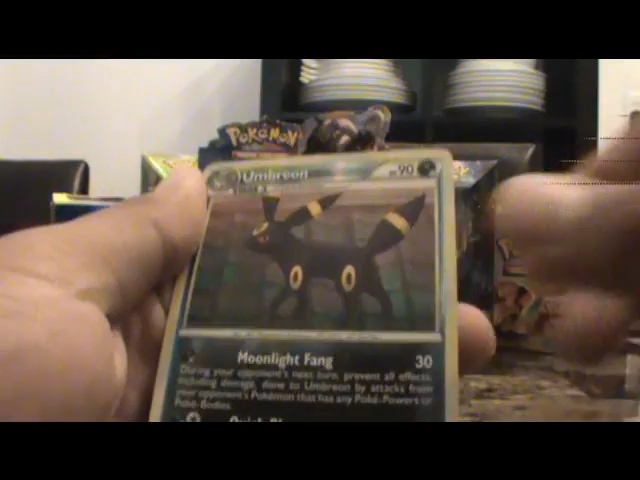 POKéMON
Umbreon HP 90
Moonlight Fang 30
During your opponent's next turn, prevent all effects,
including damage, done to Umbreon by attacks from
your opponent's Pokémon that has any Poké-Powers or
Poké-Bodies.